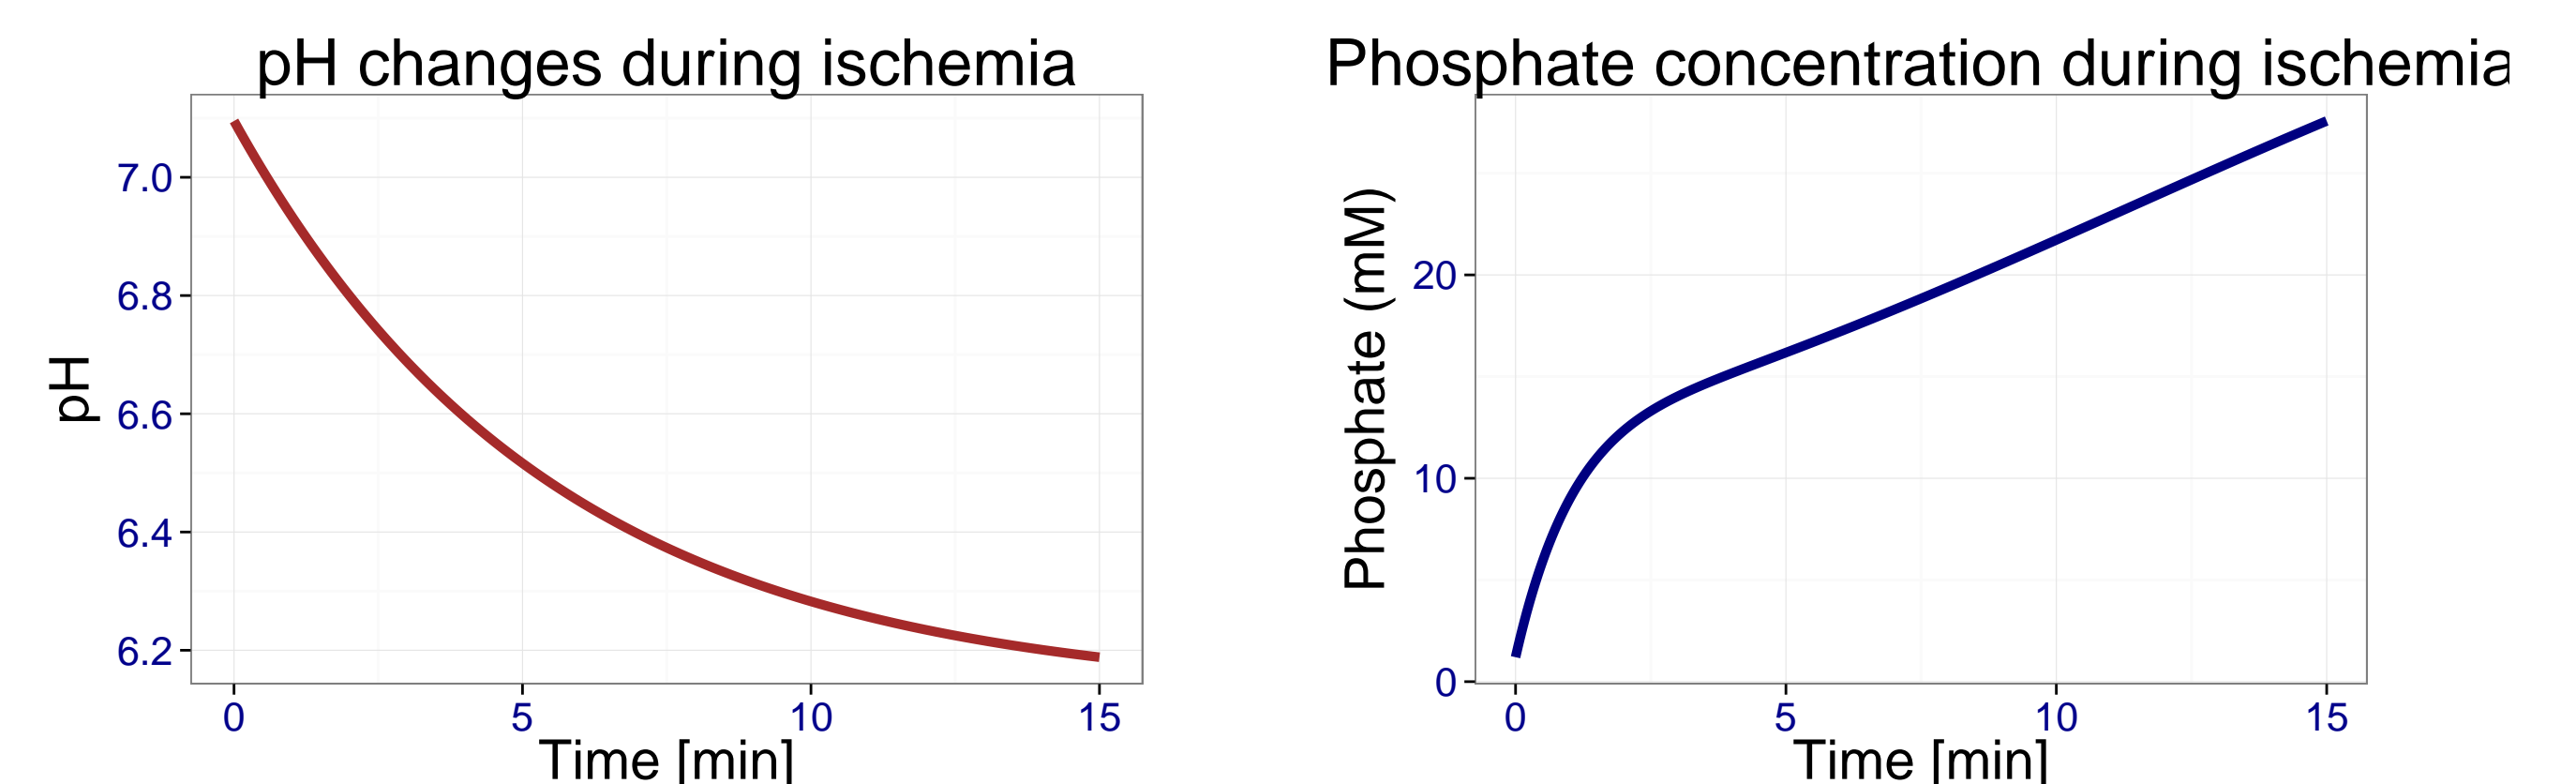 pH changes during ischemia
pH
7.0
6.8
6.6
6.4
6.2
0 5 10 15
Time [min]
Phosphate concentration during ischemia
Phosphate (mM)
20
10
0
0 5 10 15
Time [min]